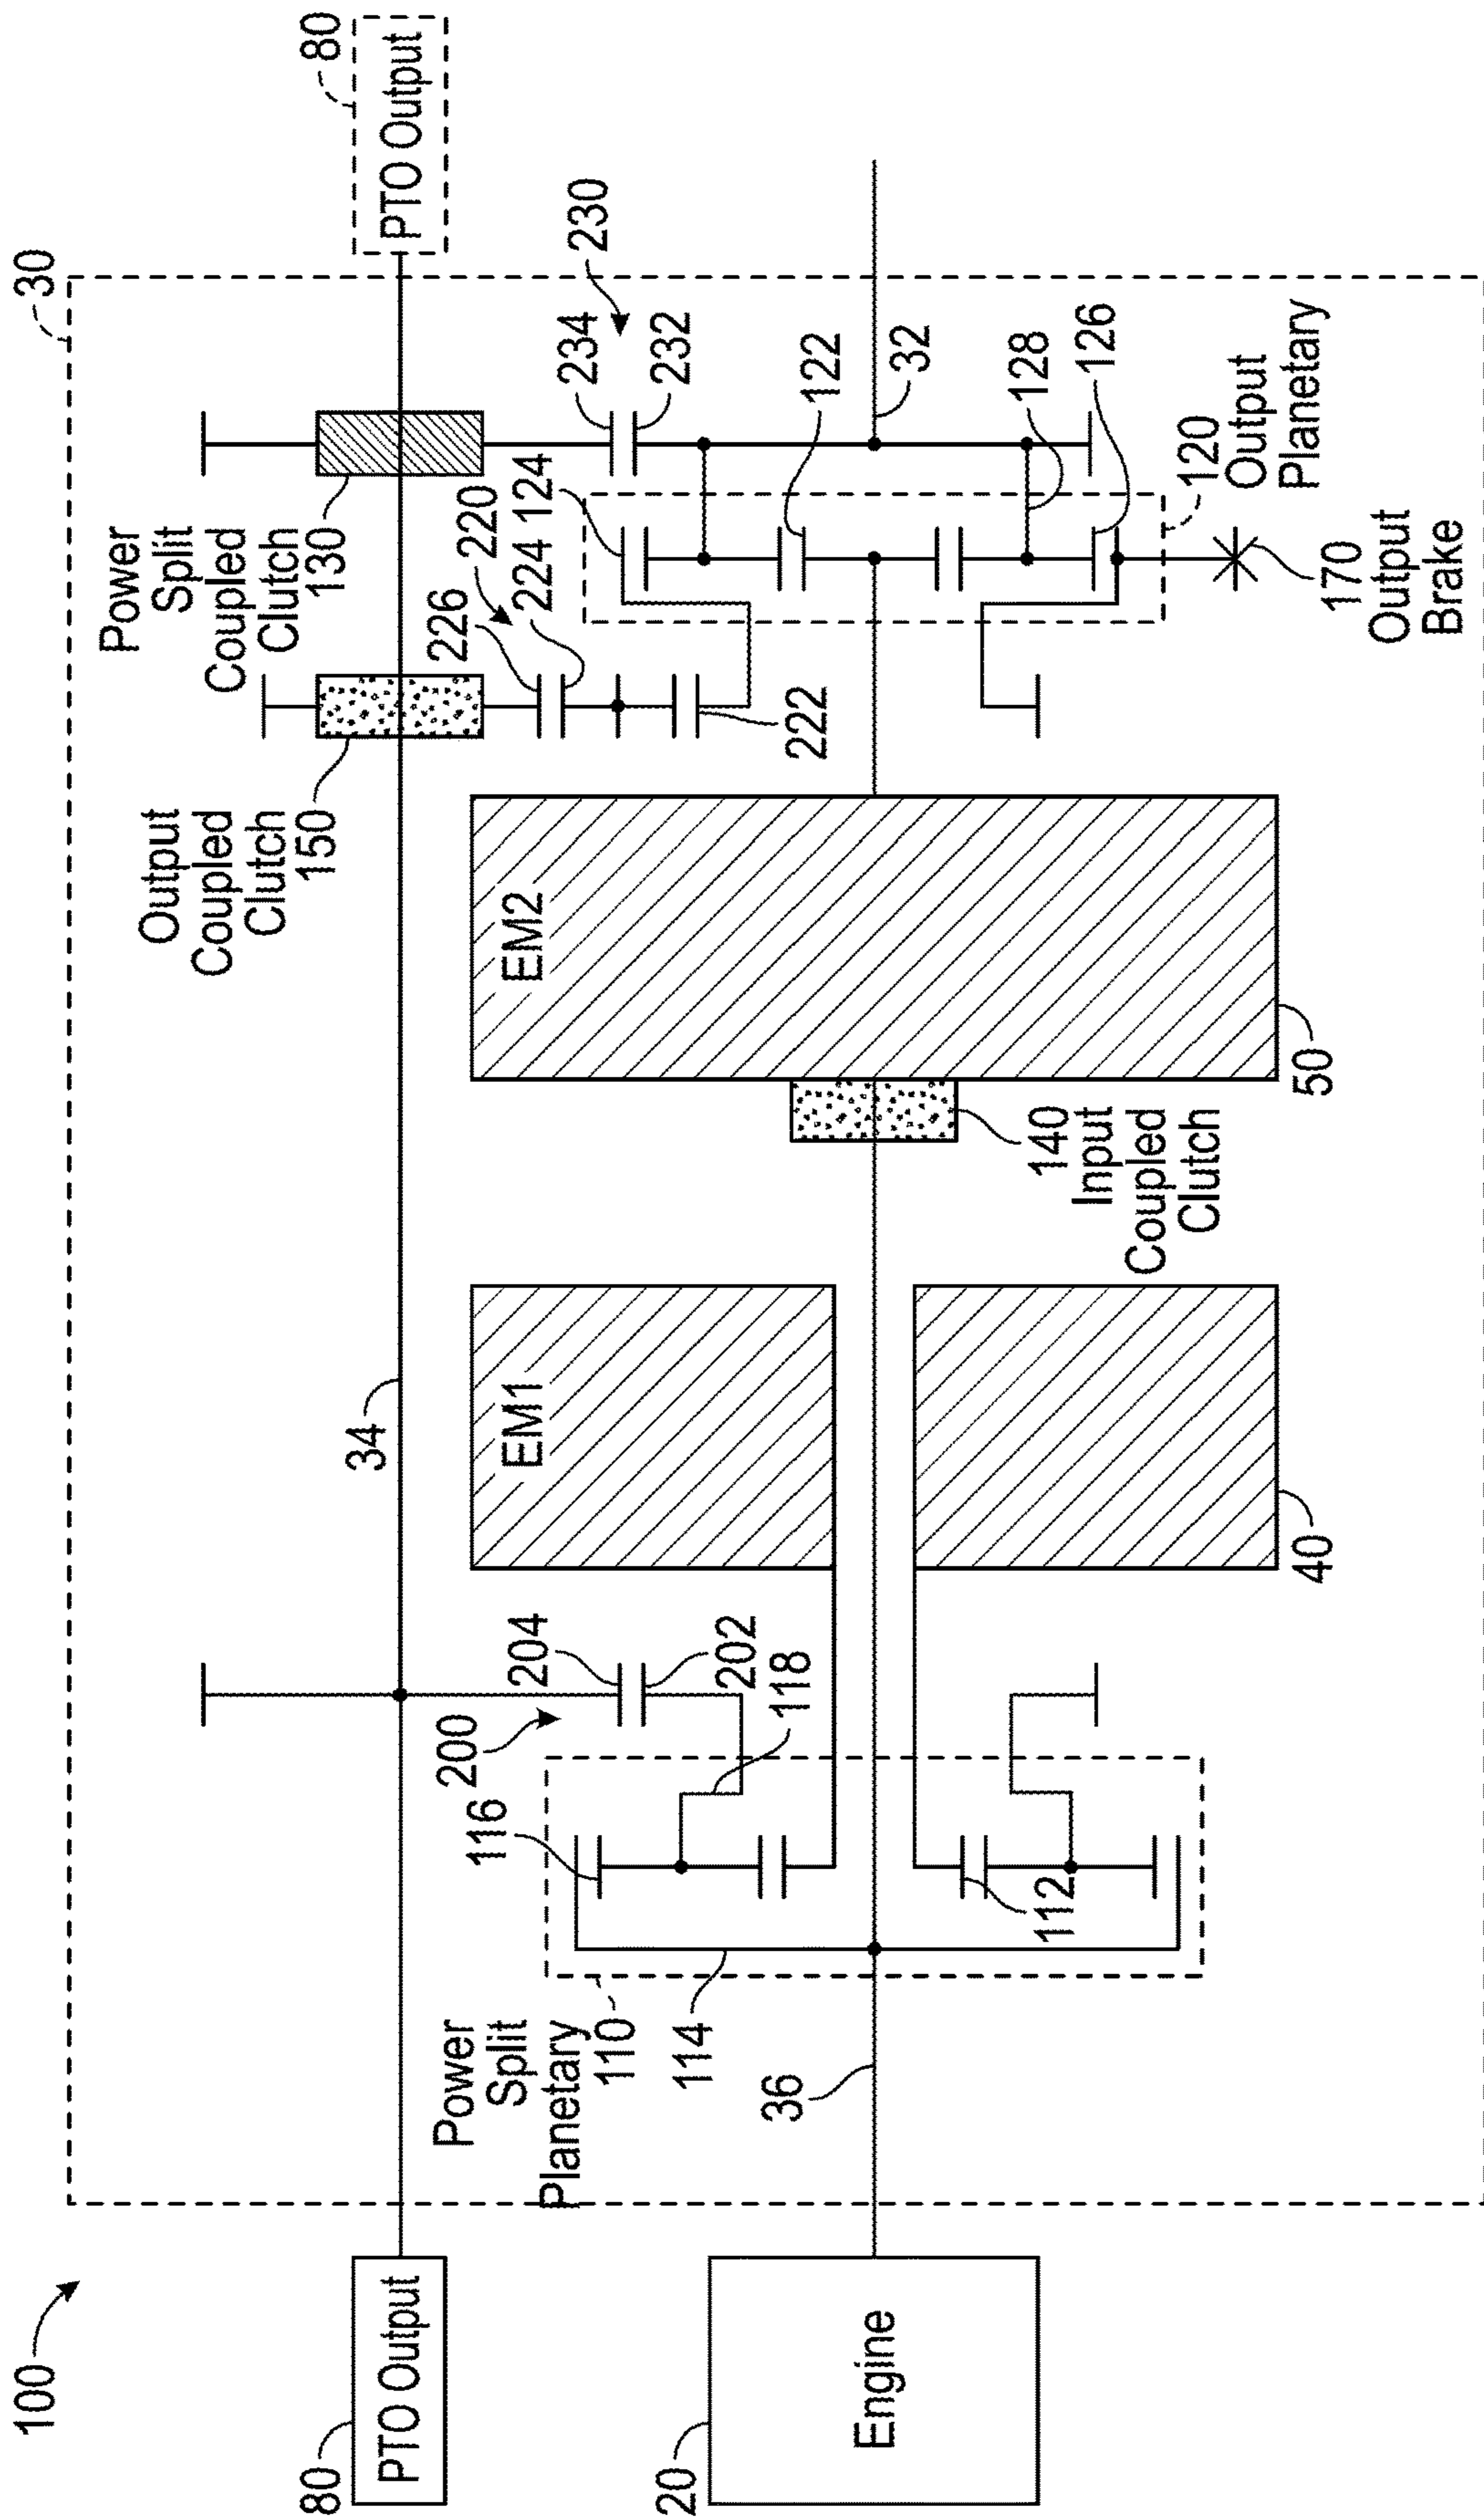 100
30
80
PTO Output
80
PTO Output
20
Engine
34
36
Power
Split
Planetary
110
114
116
200
204
202
118
112
EM1
40
EM2
50
140
Input
Coupled
Clutch
Output
Coupled
Clutch
150
Power
Split
Coupled
Clutch
130
226
220
224
222
124
122
230
234
232
32
128
126
120
Output
Planetary
170
Output
Brake